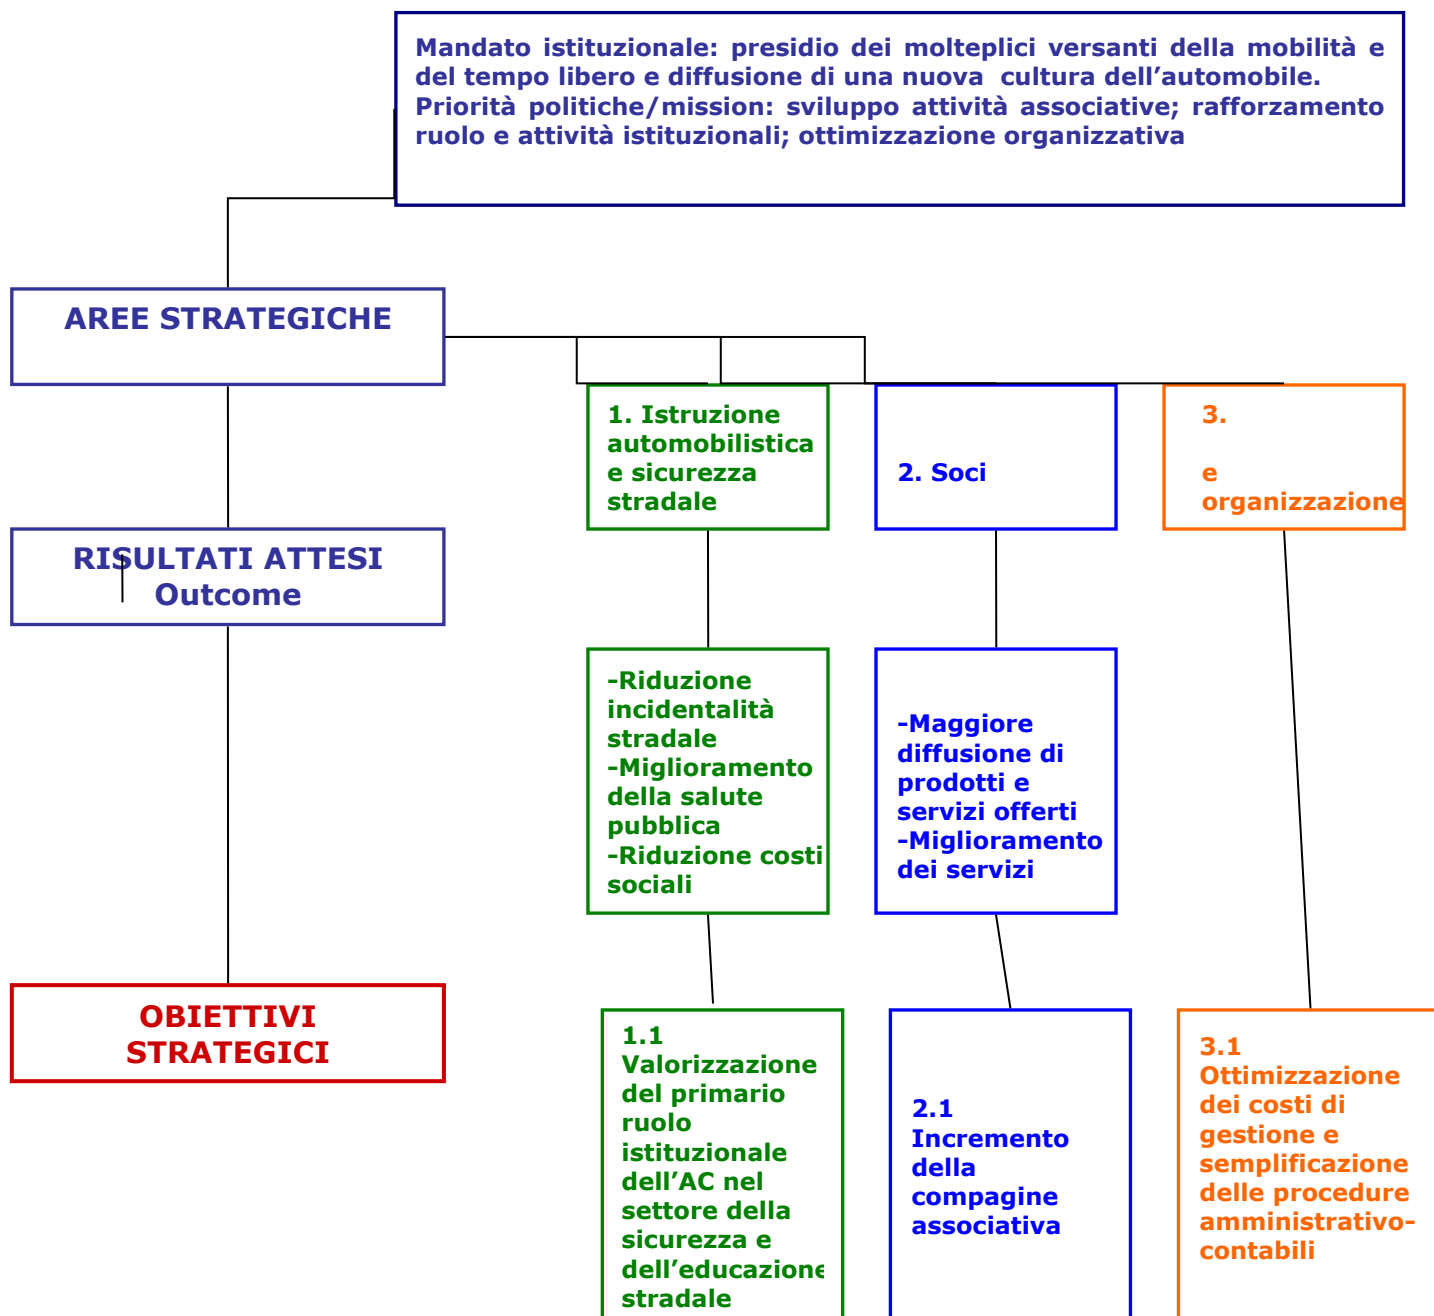 Mandato istituzionale: presidio dei molteplici versanti della mobilità e
del tempo libero e diffusione di una nuova cultura dell’automobile.
Priorità politiche/mission: sviluppo attività associative; rafforzamento
ruolo e attività istituzionali; ottimizzazione organizzativa
AREE STRATEGICHE
1. Istruzione
automobilistica
e sicurezza
stradale
2. Soci
3.
e
organizzazione
RISULTATI ATTESI
Outcome
-Riduzione
incidentalità
stradale
-Miglioramento
della salute
pubblica
-Riduzione costi
sociali
-Maggiore
diffusione di
prodotti e
servizi offerti
-Miglioramento
dei servizi
OBIETTIVI
STRATEGICI
1.1
Valorizzazione
del primario
ruolo
istituzionale
dell’AC nel
settore della
sicurezza e
dell’educazione
stradale
2.1
Incremento
della
compagine
associativa
3.1
Ottimizzazione
dei costi di
gestione e
semplificazione
delle procedure
amministrativo-
contabili